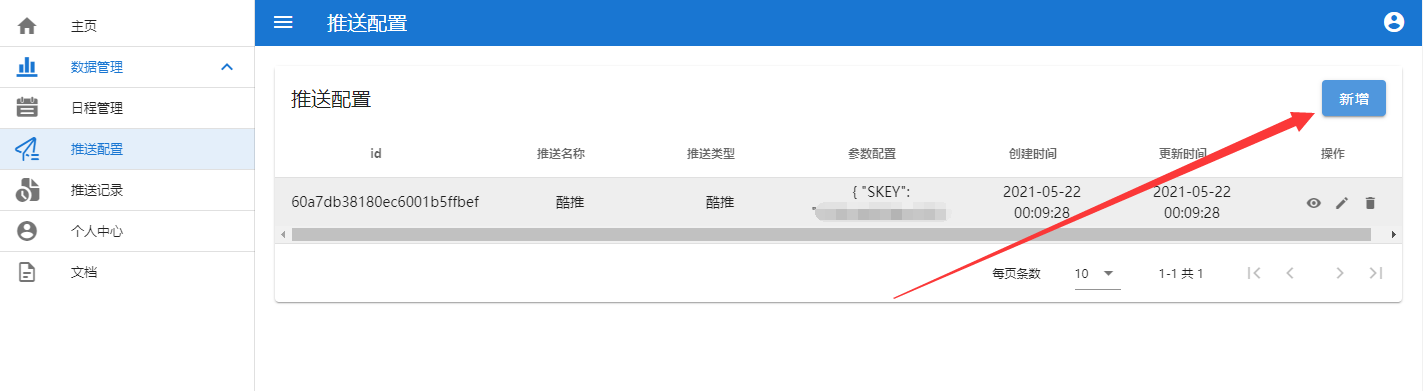 主页
数据管理
日程管理
推送配置
推送记录
个人中心
文档
推送配置
推送配置
新增
id 推送名称 推送类型 参数配置 创建时间 更新时间 操作
60a7db38180ec6001b5ffbef 酷推 酷推 { "SKEY": 2021-05-22 2021-05-22
" 00:09:28 00:09:28
每页条数 10 1-1 共 1